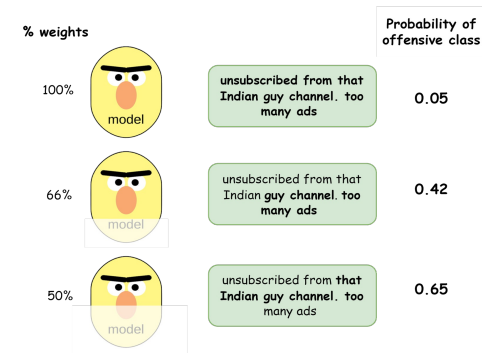 % weights
Probability of
offensive class
100%
model
unsubscribed from that
Indian guy channel. too
many ads
0.05
66%
model
unsubscribed from that
Indian guy channel. too
many ads
0.42
50%
model
unsubscribed from that
Indian guy channel. too
many ads
0.65